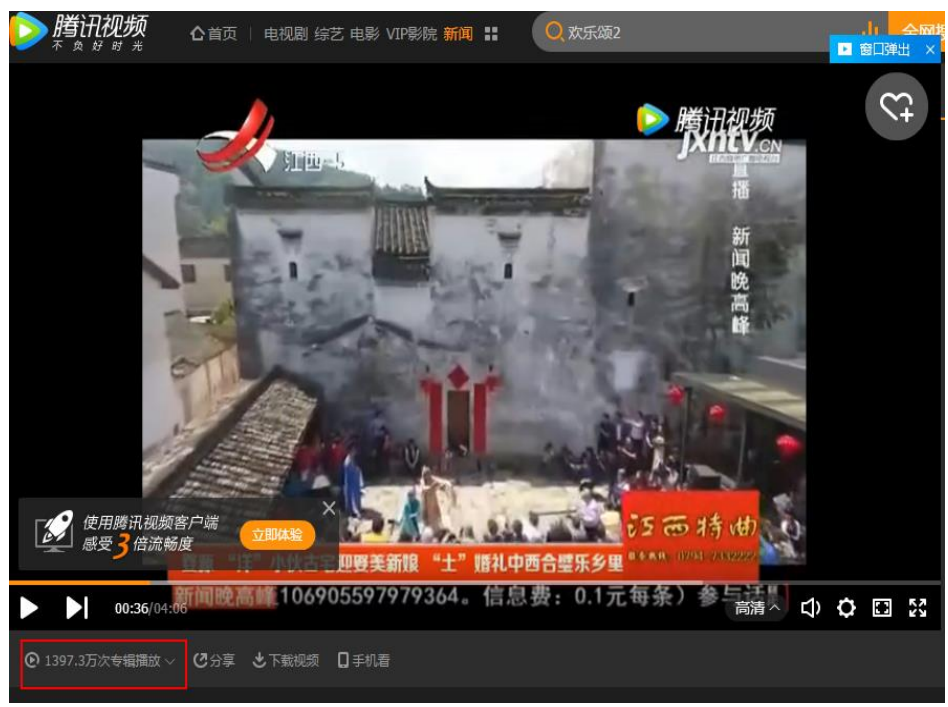 腾讯视频
不负好时光
首页
电视剧 综艺 电影 VIP影院 新闻
欢乐颂2
全网搜
窗口弹出 ×
江西-5
腾讯视频
jxntv.CN
直播 新闻晚高峰
使用腾讯视频客户端
感受3倍流畅度
立即体验
江西特曲
“洋”小伙古宅迎娶美新娘 “土”婚礼中西合璧乐乡里
新闻晚高峰106905597979364。信息费：0.1元每条）参与话
00:36/04:06
高清
1397.3万次专辑播放
分享
下载视频
手机看